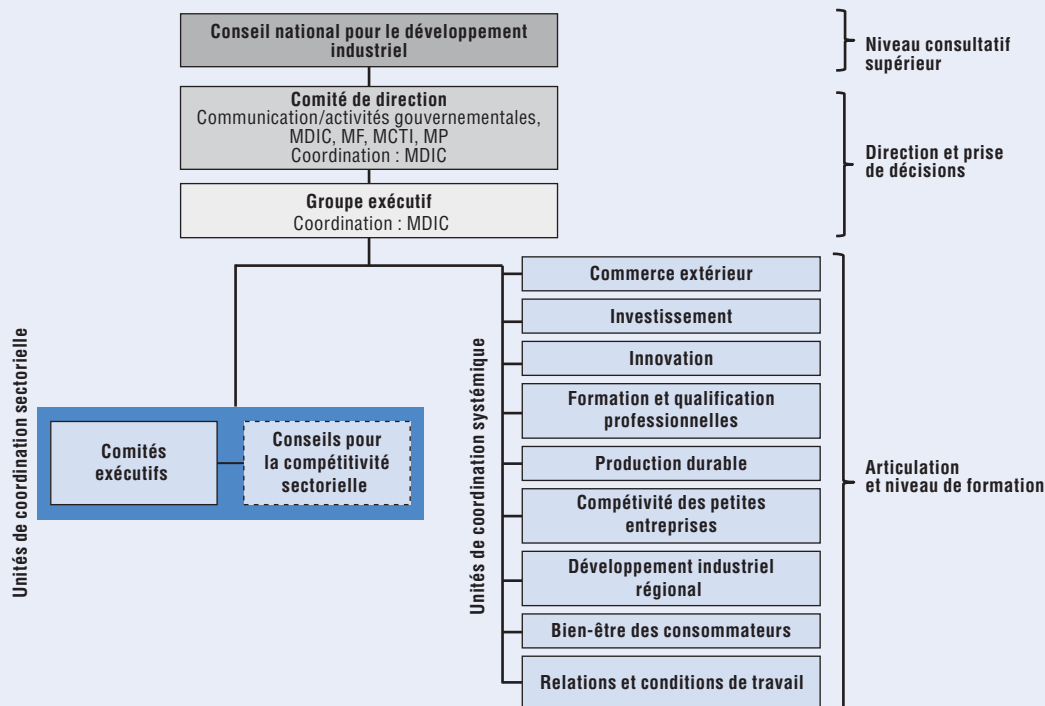 Conseil national pour le développement
industriel
Niveau consultatif
supérieur
Comité de direction
Communication/activités gouvernementales,
MDIC, MF, MCTI, MP
Coordination : MDIC
Direction et prise
de décisions
Groupe exécutif
Coordination : MDIC
Unités de coordination sectorielle
Comités
exécutifs
Conseils pour
la compétitivité
sectorielle
Unités de coordination systémique
Commerce extérieur
Investissement
Innovation
Formation et qualification
professionnelles
Production durable
Compétivité des petites
entreprises
Développement industriel
régional
Bien-être des consommateurs
Relations et conditions de travail
Articulation
et niveau de formation